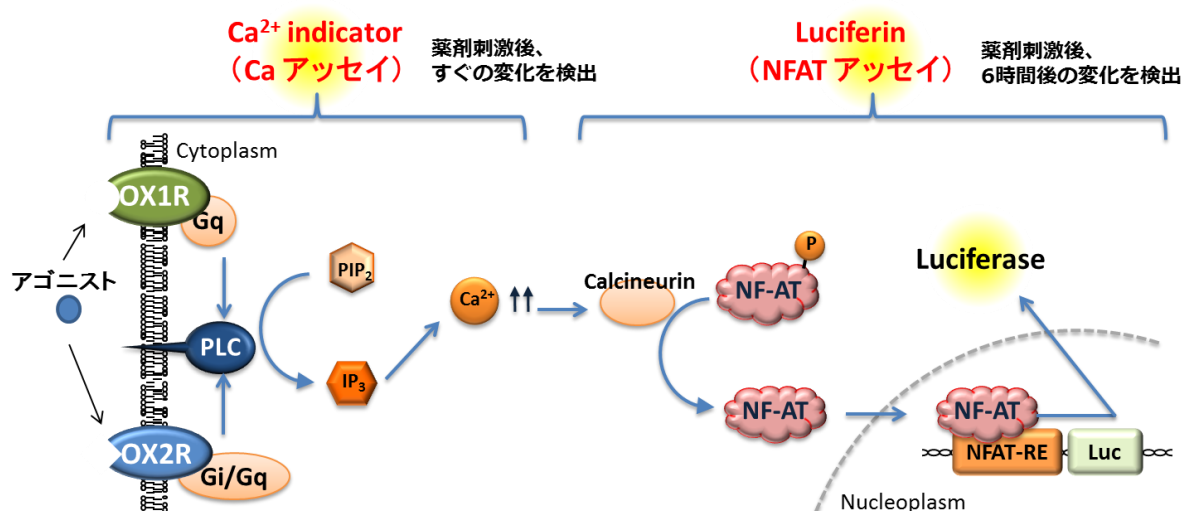 Ca²⁺ indicator
（Ca アッセイ）
薬剤刺激後、
すぐの変化を検出
Luciferin
（NFAT アッセイ）
薬剤刺激後、
6時間後の変化を検出
Cytoplasm
OX1R
Gq
アゴニスト
PIP₂
PLC
IP₃
Ca²⁺
Calcineurin
P
NF-AT
NF-AT
Luciferase
NF-AT
NFAT-RE
Luc
OX2R
Gi/Gq
Nucleoplasm